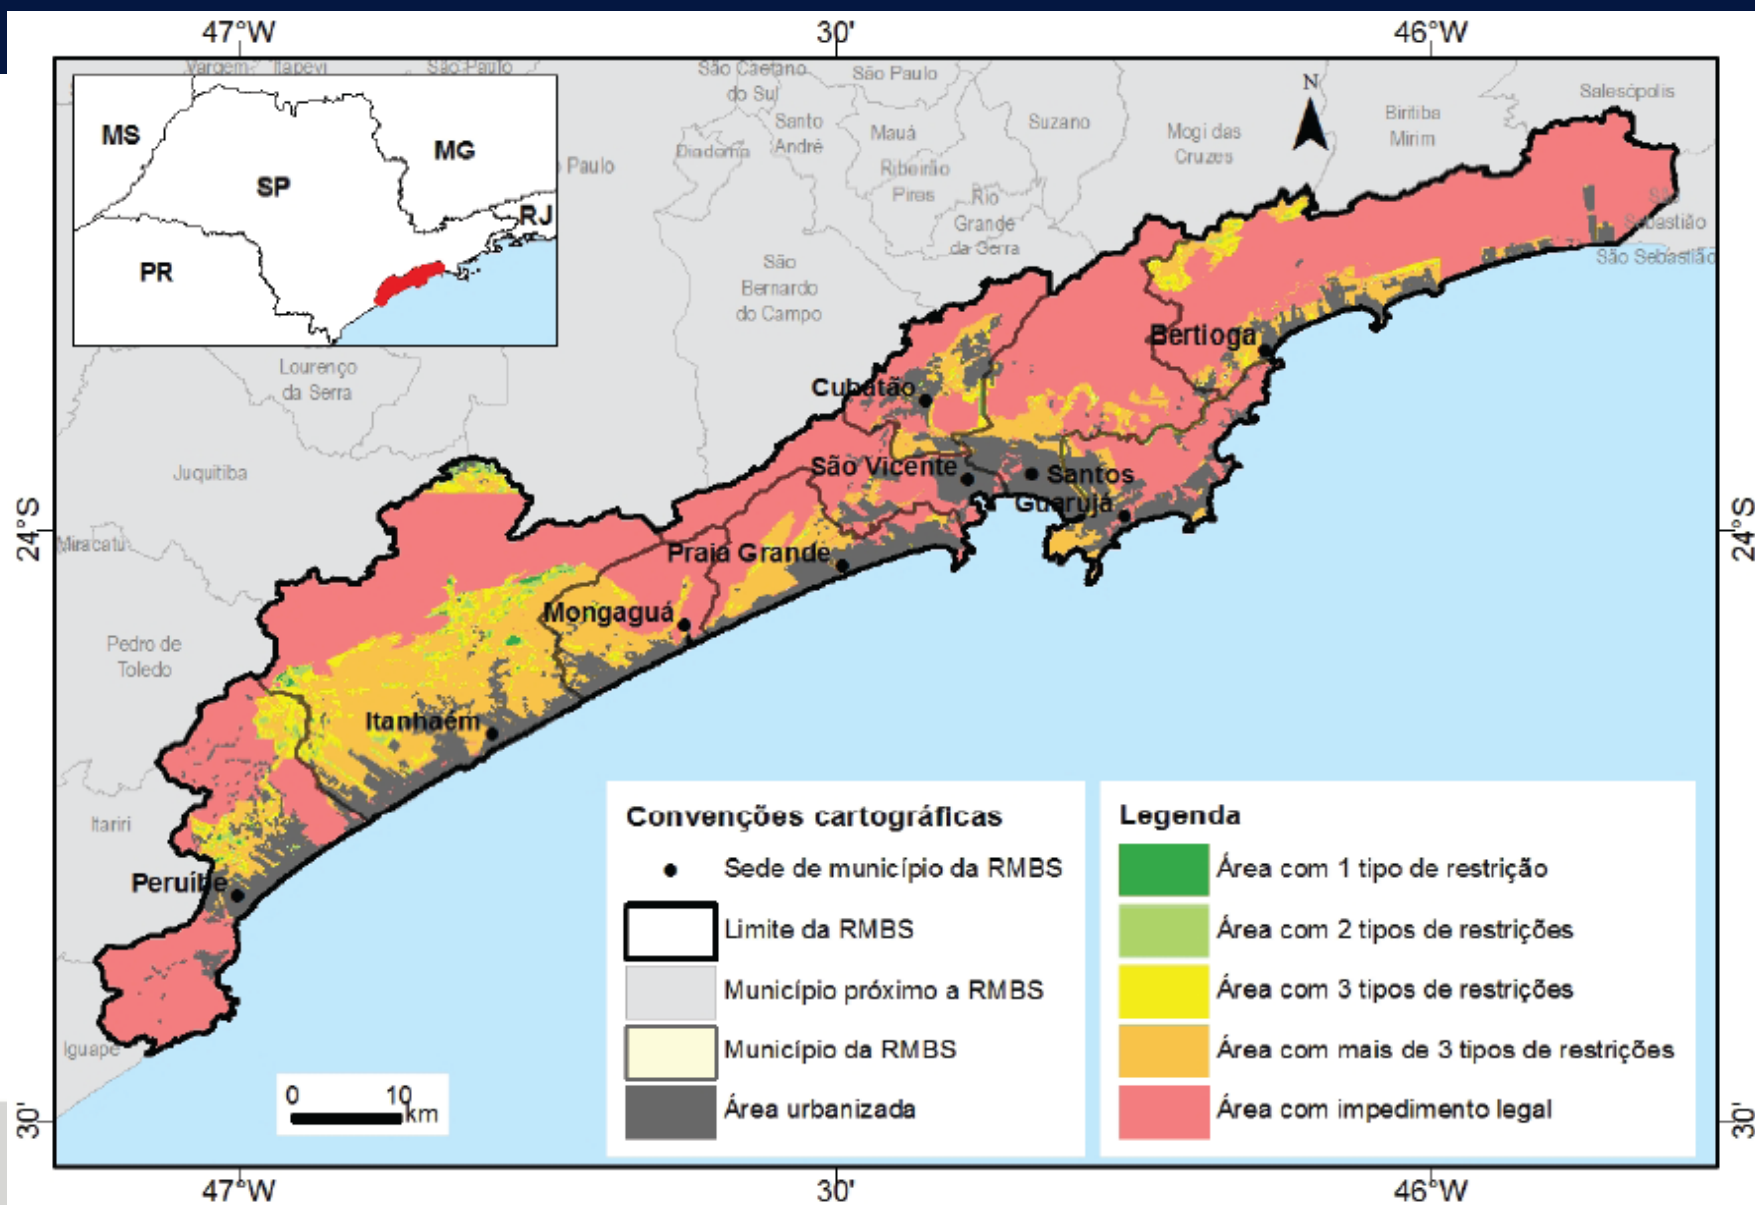 47°W
30'
46°W
Vargem
Itapevi
São Paulo
São Caetano
do Sul
São Paulo
Salesópolis
MS
MG
SP
RJ
PR
Paulo
Diadema
Santo
André
Mauá
Ribeirão
Pires
Rio
Grande
da Serra
Suzano
Mogi das
Cruzes
N
Biritiba
Mirim
São
Sebastião
São Sebastião
São
Bernardo
do Campo
Lourenço
da Serra
Juquitiba
Miracatu
Pedro de
Toledo
Itariri
Iguape
Bertioga
Cubatão
São Vicente
Santos
Guarujá
Praia Grande
Mongaguá
Itanhaém
Peruíbe
24°S
24°S
30'
30'
0
10
km
Convenções cartográficas
Sede de município da RMBS
Limite da RMBS
Município próximo a RMBS
Município da RMBS
Área urbanizada
Legenda
Área com 1 tipo de restrição
Área com 2 tipos de restrições
Área com 3 tipos de restrições
Área com mais de 3 tipos de restrições
Área com impedimento legal
47°W
30'
46°W